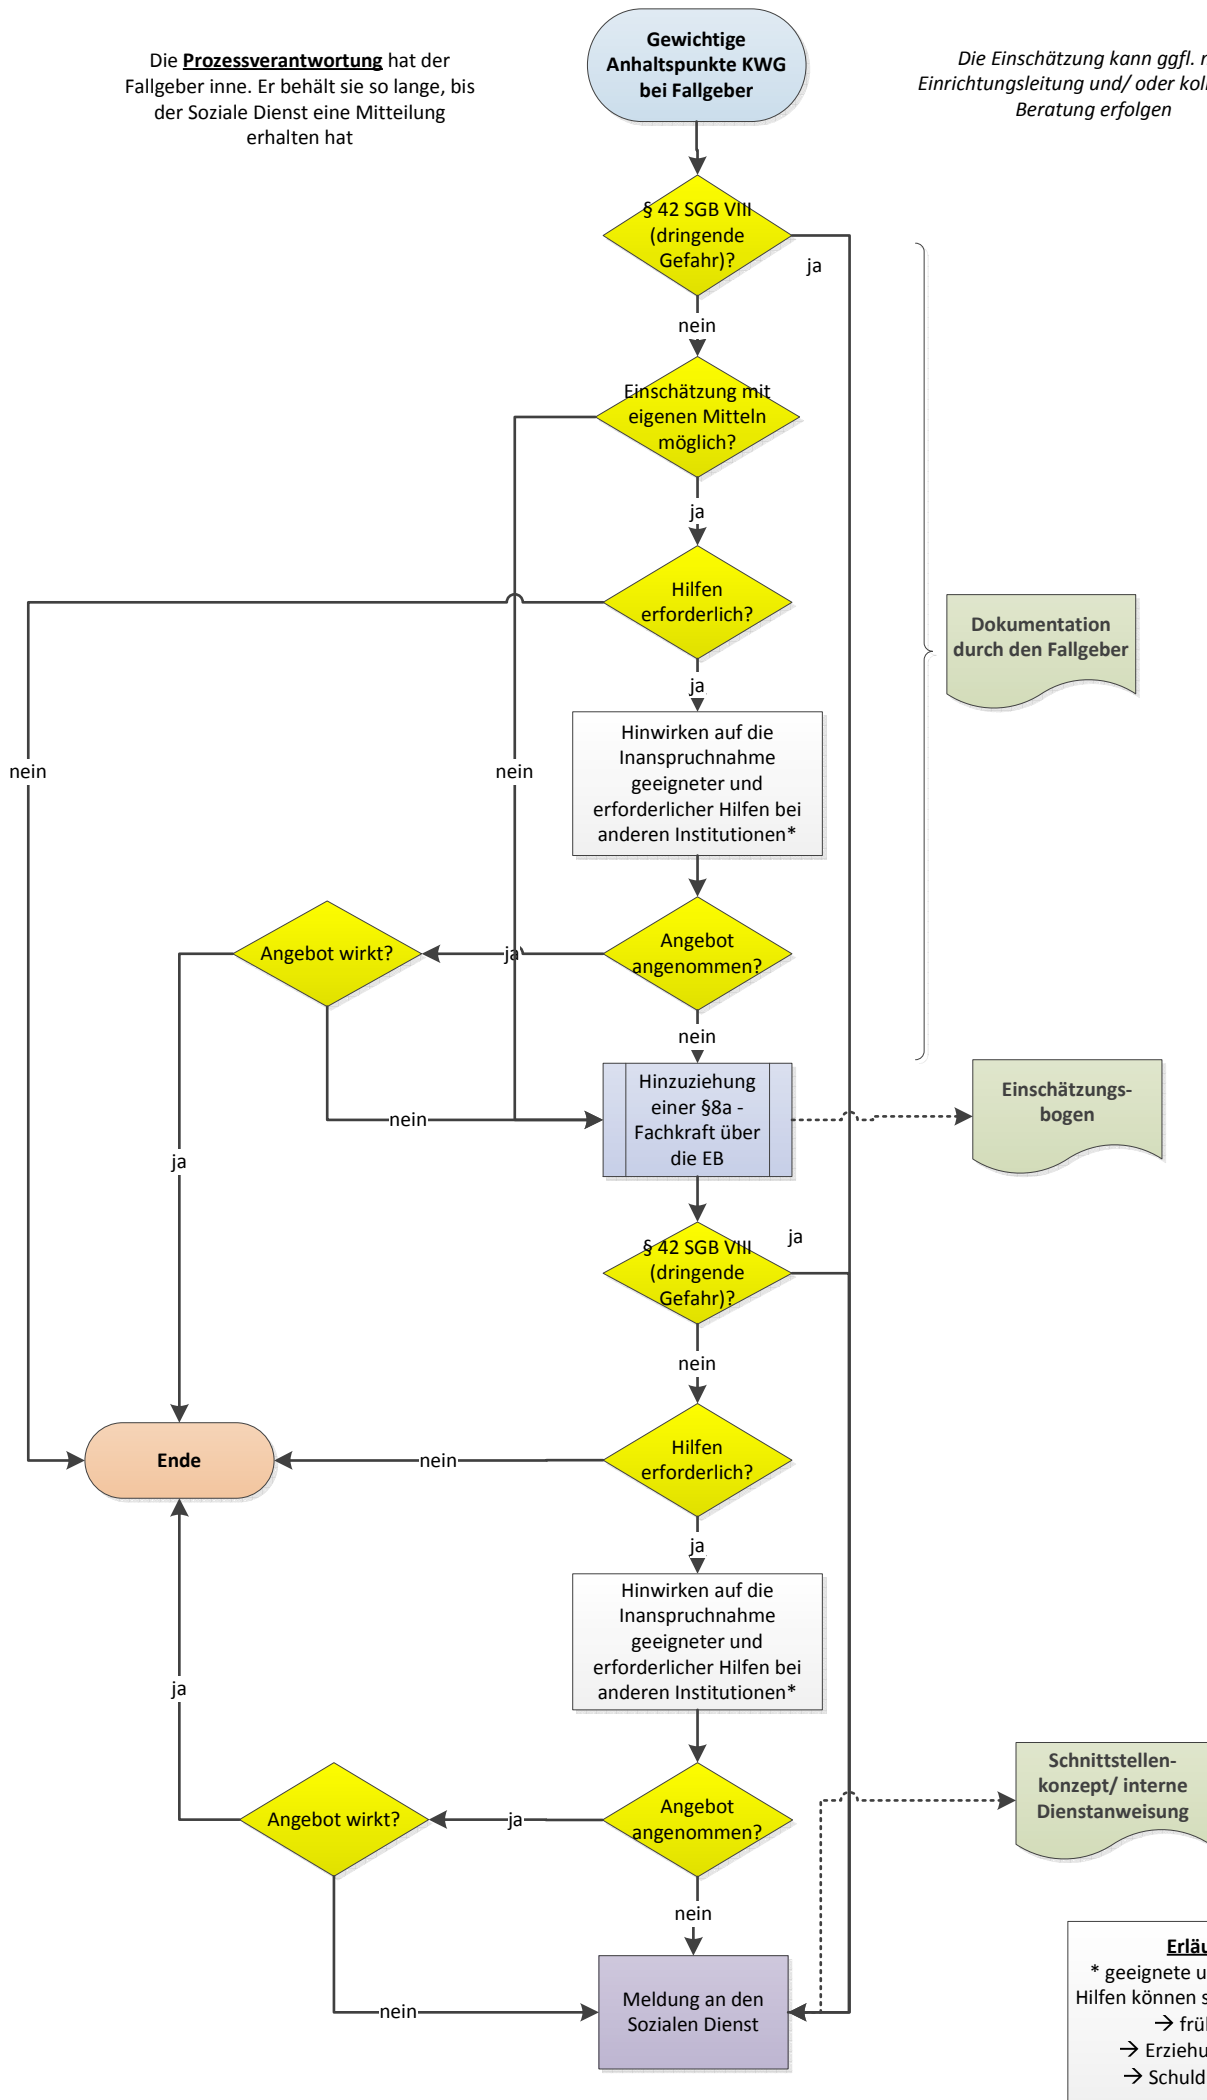 Gewichtige
Anhaltspunkte KWG
bei Fallgeber
Die Prozessverantwortung hat der
Fallgeber inne. Er behält sie so lange, bis
der Soziale Dienst eine Mitteilung
erhalten hat
Die Einschätzung kann ggfl.
Einrichtungsleitung und/ oder
Beratung erfolgen
§ 42 SGB VIII
(dringende
Gefahr)?
ja
nein
Einschätzung mit
eigenen Mitteln
möglich?
ja
Hilfen
erforderlich?
ja
Dokumentation
durch den Fallgeber
nein
nein
Hinwirken auf die
Inanspruchnahme
geeigneter und
erforderlicher Hilfen bei
anderen Institutionen*
Angebot wirkt?
ja
Angebot
angenommen?
nein
Hinzuziehung
einer §8a -
Fachkraft über
die EB
nein
Einschätzungs-
bogen
ja
§ 42 SGB VIII
(dringende
Gefahr)?
ja
nein
Ende
nein
Hilfen
erforderlich?
ja
Hinwirken auf die
Inanspruchnahme
geeigneter und
erforderlicher Hilfen bei
anderen Institutionen*
ja
Schnittstellen-
konzept/ interne
Dienstanweisung
Angebot wirkt?
ja
Angebot
angenommen?
nein
nein
Meldung an den
Sozialen Dienst
* geeignete
Hilfen können
→
→
→